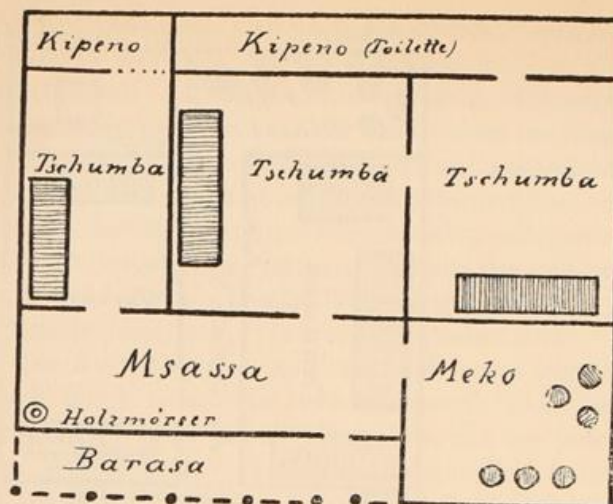 Kipeno
Kipeno (Toilette)
Tschumba
Tschumba
Tschumba
Msassa
Meko
Holzmörser
Barasa